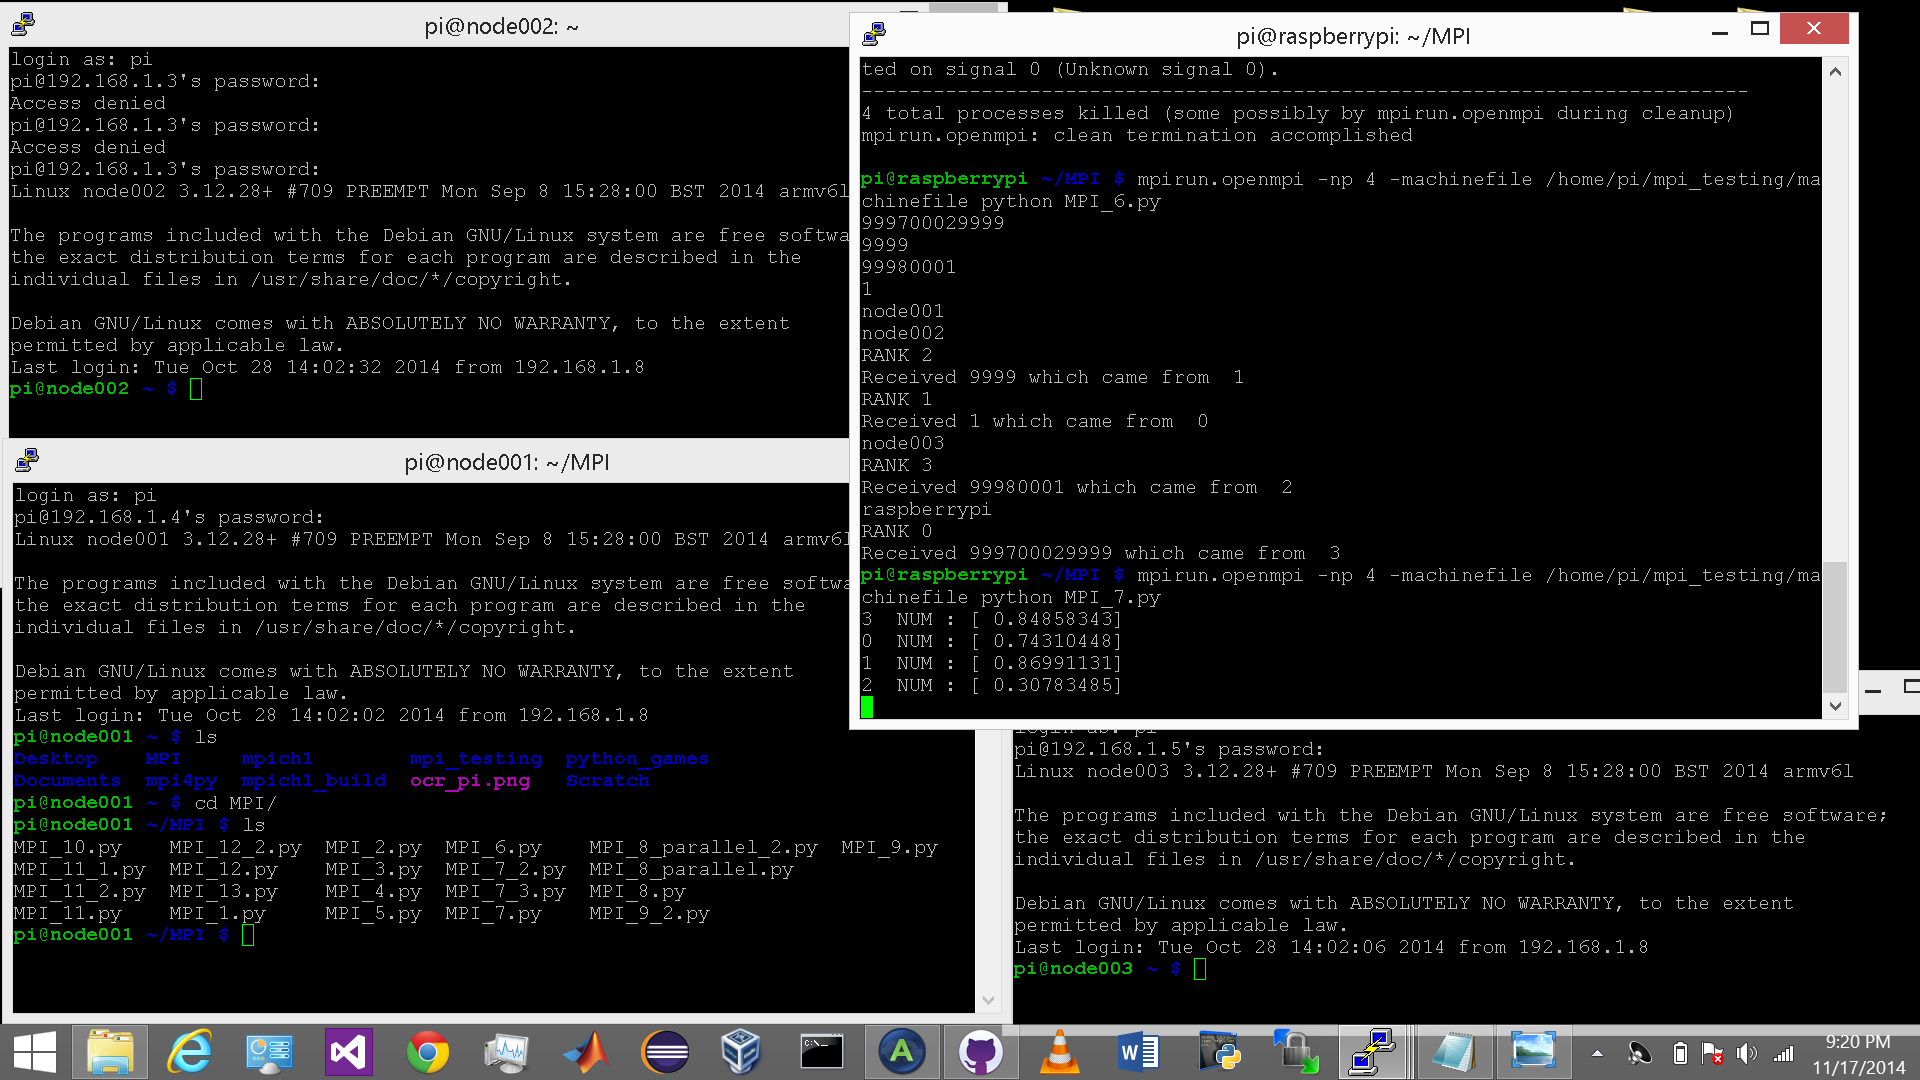 pi@node002: ~
login as: pi
pi@192.168.1.3's password:
Access denied
pi@192.168.1.3's password:
Access denied
pi@192.168.1.3's password:
Linux node002 3.12.28+ #709 PREEMPT Mon Sep 8 15:28:00 BST 2014 armv6l
The programs included with the Debian GNU/Linux system are free softwa
the exact distribution terms for each program are described in the
individual files in /usr/share/doc/*/copyright.
Debian GNU/Linux comes with ABSOLUTELY NO WARRANTY, to the extent
permitted by applicable law.
Last login: Tue Oct 28 14:02:32 2014 from 192.168.1.8
pi@node002 ~ $
pi@node001: ~/MPI
login as: pi
pi@192.168.1.4's password:
Linux node001 3.12.28+ #709 PREEMPT Mon Sep 8 15:28:00 BST 2014 armv6l
The programs included with the Debian GNU/Linux system are free softwa
the exact distribution terms for each program are described in the
individual files in /usr/share/doc/*/copyright.
Debian GNU/Linux comes with ABSOLUTELY NO WARRANTY, to the extent
permitted by applicable law.
Last login: Tue Oct 28 14:02:02 2014 from 192.168.1.8
pi@node001 ~ $ ls
Desktop MPI mpich1 mpi_testing python_games
Documents mpi4py mpich1_build ocr_pi.png Scratch
pi@node001 ~ $ cd MPI/
pi@node001 ~/MPI $ ls
MPI_10.py MPI_12_2.py MPI_2.py MPI_6.py MPI_8_parallel_2.py MPI_9.py
MPI_11_1.py MPI_12.py MPI_3.py MPI_7_2.py MPI_8_parallel.py
MPI_11_2.py MPI_13.py MPI_4.py MPI_7_3.py MPI_8.py
MPI_11.py MPI_1.py MPI_5.py MPI_7.py MPI_9_2.py
pi@node001 ~/MPI $
pi@raspberrypi: ~/MPI
ted on signal 0 (Unknown signal 0).
--------------------------------------------------------------------------
4 total processes killed (some possibly by mpirun.openmpi during cleanup)
mpirun.openmpi: clean termination accomplished
pi@raspberrypi ~/MPI $ mpirun.openmpi -np 4 -machinefile /home/pi/mpi_testing/ma
chinefile python MPI_6.py
999700029999
9999
99980001
1
node001
node002
RANK 2
Received 9999 which came from 1
RANK 1
Received 1 which came from 0
node003
RANK 3
Received 99980001 which came from 2
raspberrypi
RANK 0
Received 999700029999 which came from 3
pi@raspberrypi ~/MPI $ mpirun.openmpi -np 4 -machinefile /home/pi/mpi_testing/ma
chinefile python MPI_7.py
3 NUM : [ 0.84858343]
0 NUM : [ 0.74310448]
1 NUM : [ 0.86991131]
2 NUM : [ 0.30783485]
login as: pi
pi@192.168.1.5's password:
Linux node003 3.12.28+ #709 PREEMPT Mon Sep 8 15:28:00 BST 2014 armv6l
The programs included with the Debian GNU/Linux system are free software;
the exact distribution terms for each program are described in the
individual files in /usr/share/doc/*/copyright.
Debian GNU/Linux comes with ABSOLUTELY NO WARRANTY, to the extent
permitted by applicable law.
Last login: Tue Oct 28 14:02:06 2014 from 192.168.1.8
pi@node003 ~ $
9:20 PM
11/17/2014